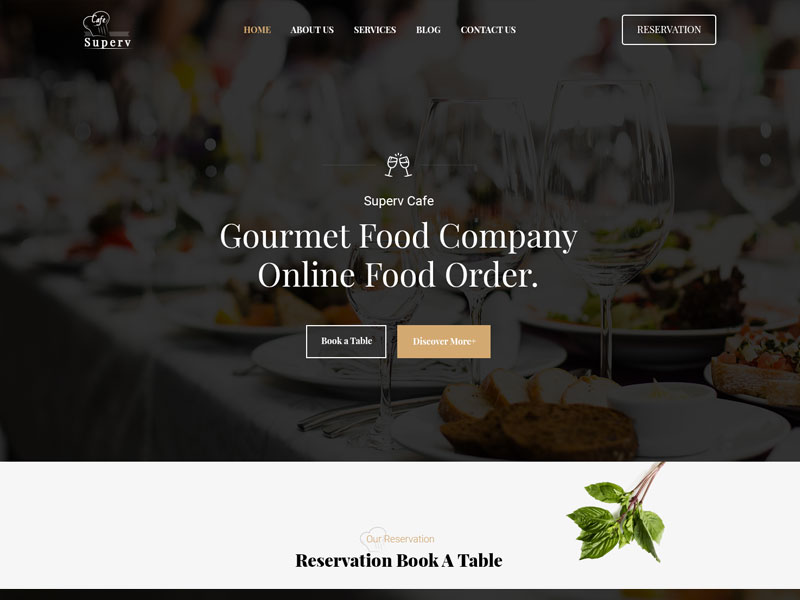 Cafe
Superv
HOME ABOUT US SERVICES BLOG CONTACT US RESERVATION
Superv Cafe
Gourmet Food Company
Online Food Order.
Book a Table Discover More+
Our Reservation
Reservation Book A Table